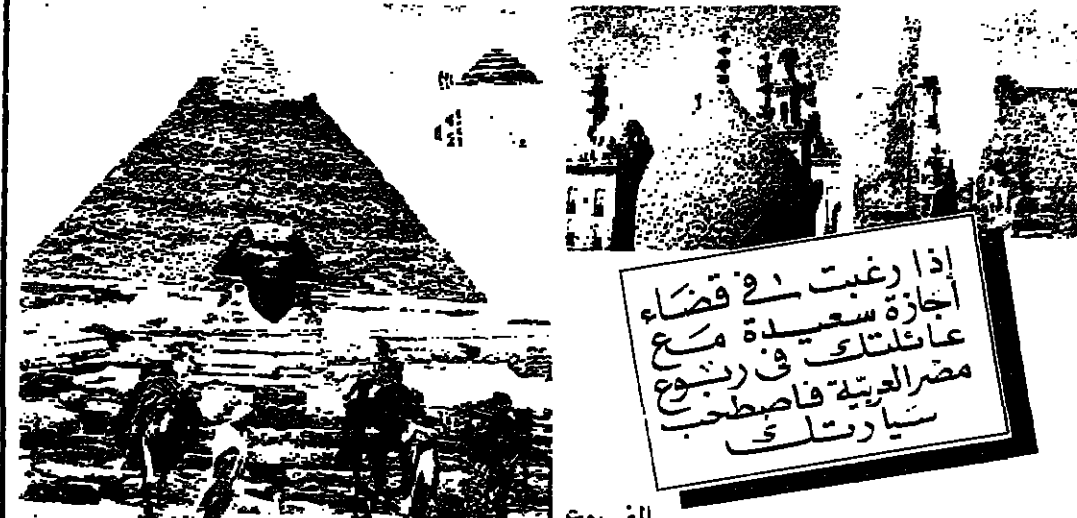 إذا رغبت في قضاء
أجازة سعيدة مع
عائلتك في ربوع
مصر العربية فاصطحب
سيارتك